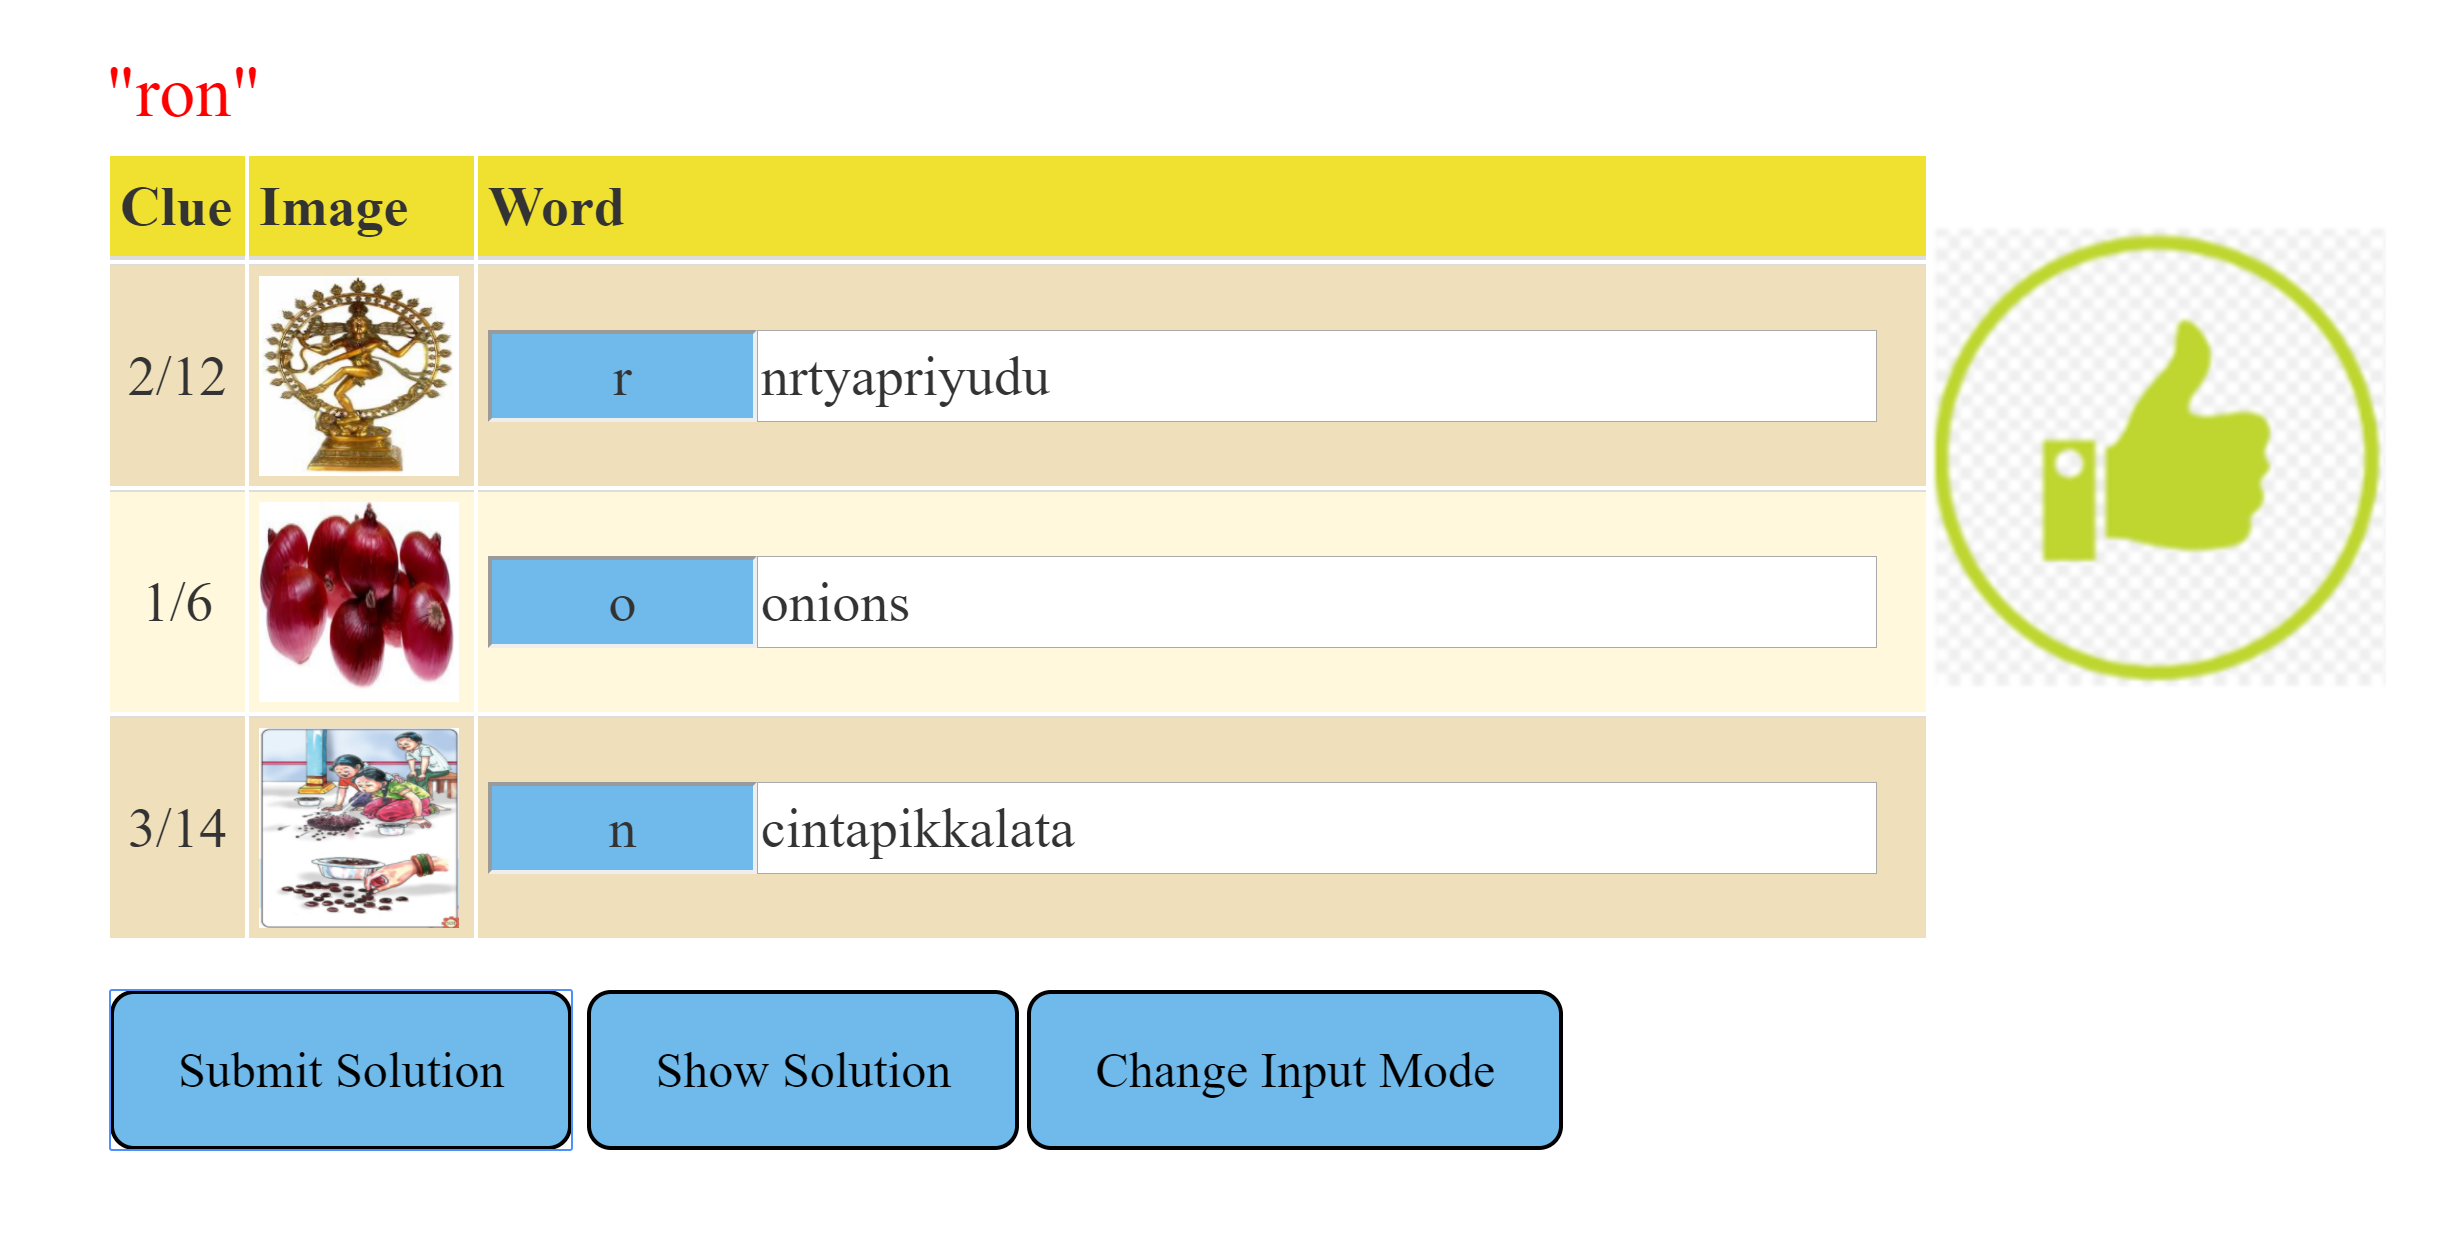 "ron"
Clue Image Word
2/12 r nrtyapriyudu
1/6 o onions
3/14 n cintapikkalata
Submit Solution Show Solution Change Input Mode